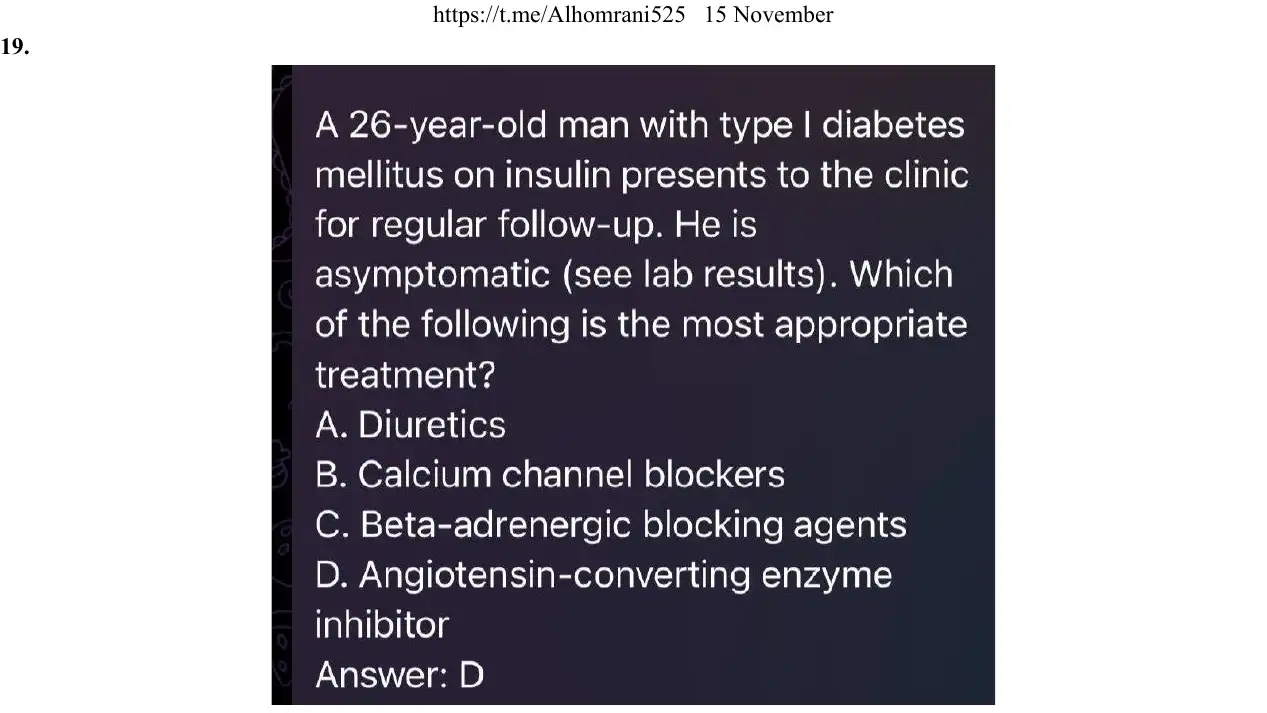 https://t.me/Alhomrani525 15 November
19.
A 26-year-old man with type I diabetes
mellitus on insulin presents to the clinic
for regular follow-up. He is
asymptomatic (see lab results). Which
of the following is the most appropriate
treatment?
A. Diuretics
B. Calcium channel blockers
C. Beta-adrenergic blocking agents
D. Angiotensin-converting enzyme
inhibitor
Answer: D